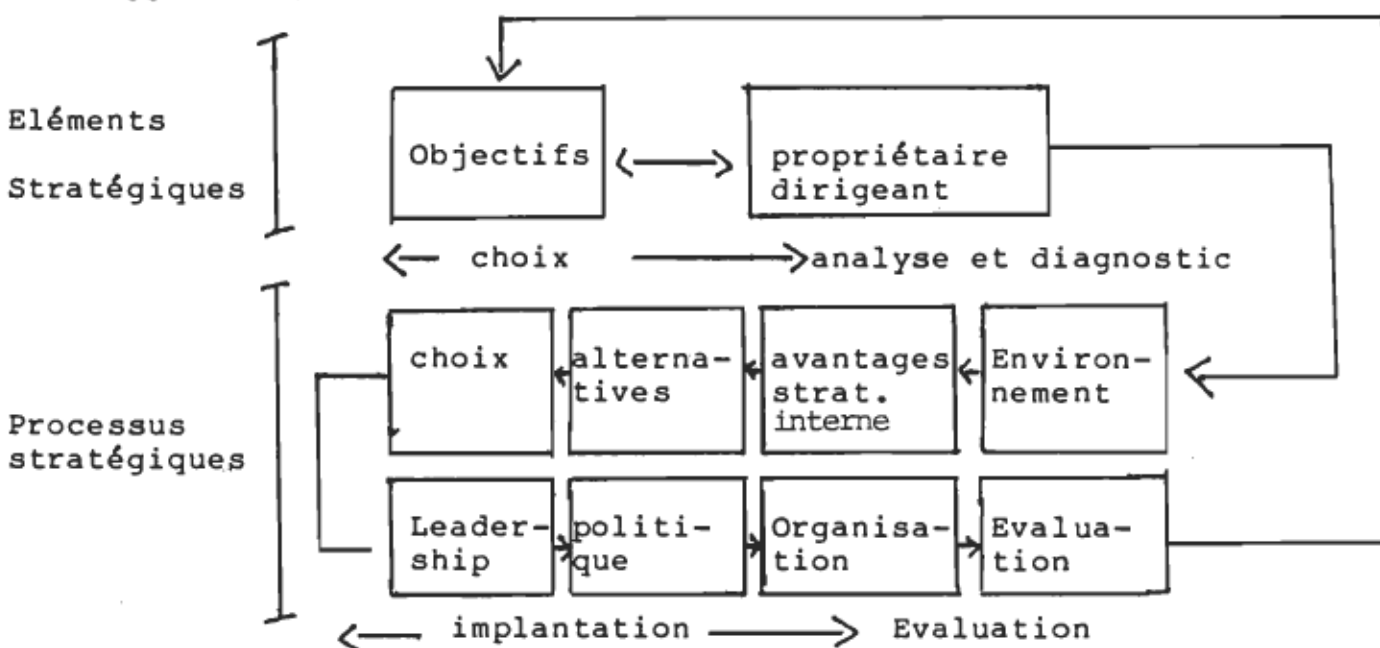 Eléments
Stratégiques
Objectifs
propriétaire
dirigeant
choix
analyse et diagnostic
Processus
stratégiques
choix
alterna-
tives
avantages
strat.
interne
Environ-
nement
Leader-
ship
politi-
que
Organisa-
tion
Evalua-
tion
implantation
Evaluation